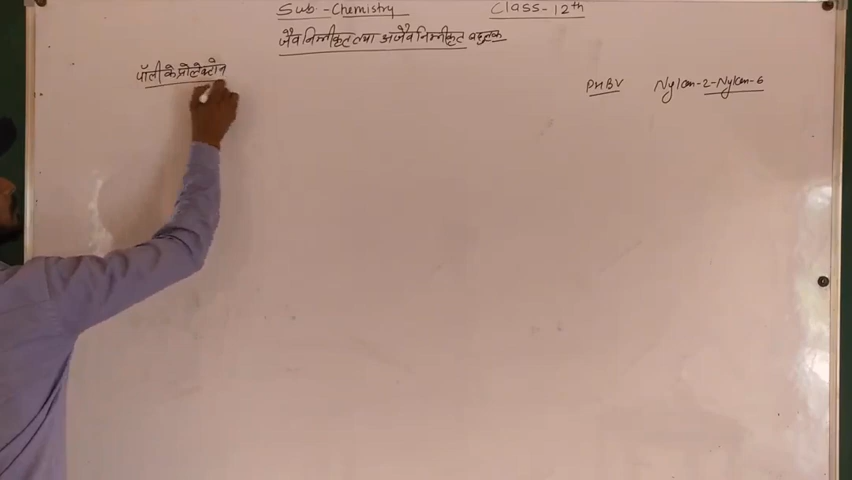 Sub:-Chemistry Class-12th
जैव निम्नीकृत तथा अजैव निम्नीकृत बहुलक
पॉलीकैप्रोलेक्टोन
PHBV Nylon-2-Nylon-6